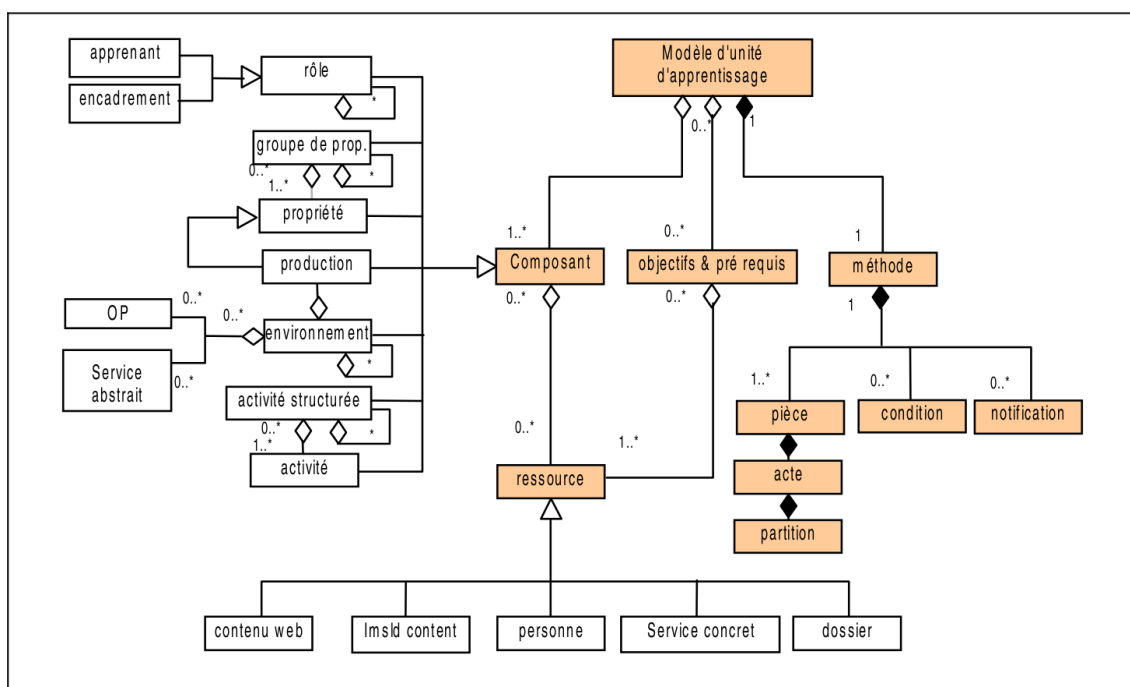 Modèle d'unité
d'apprentissage
0..*
1
apprenant
encadrement
rôle
*
groupe de prop.
0..*
*
1..*
propriété
production
OP
0..*
0..*
environnement
*
Service
abstrait
0..*
activité structurée
0..*
*
1..*
activité
1..*
Composant
0..*
0..*
objectifs & pré requis
0..*
1
méthode
1
0..*
1..*
ressource
1..*
pièce
0..*
condition
0..*
notification
acte
partition
contenu web
ImsId content
personne
Service concret
dossier